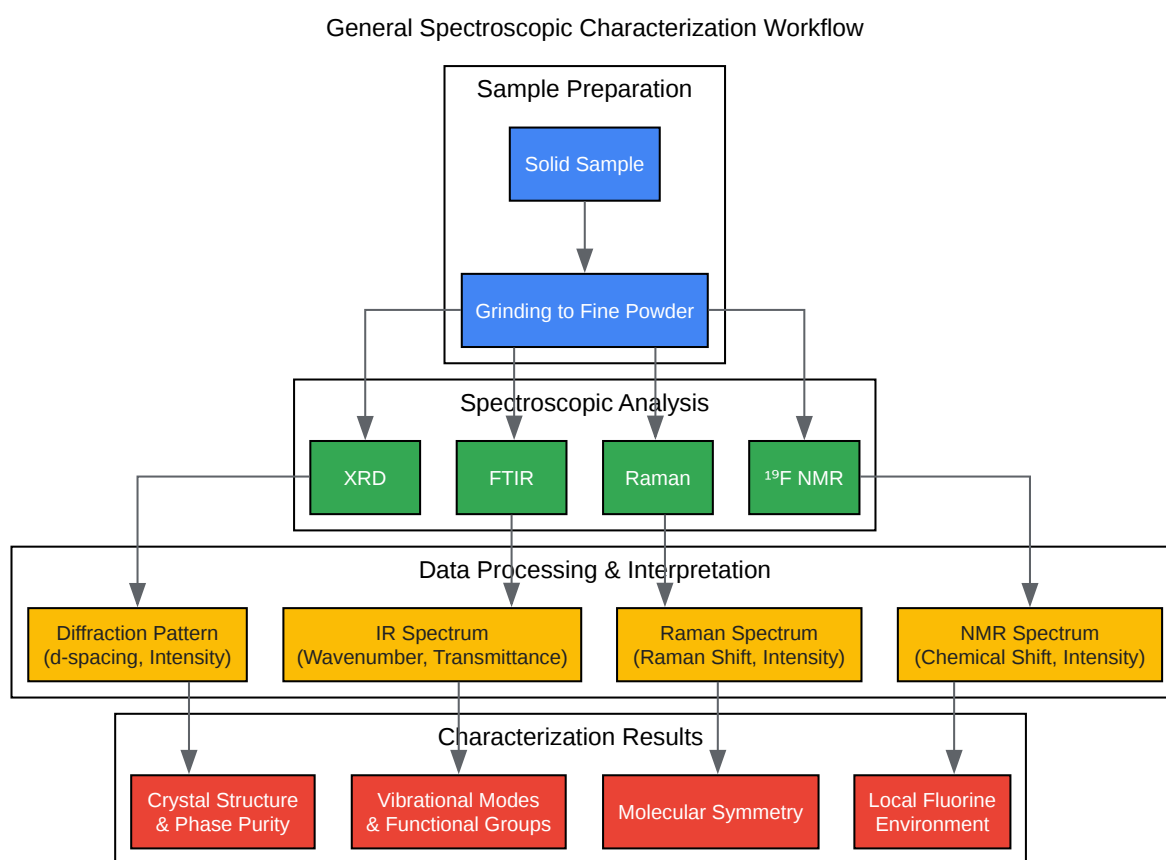 General Spectroscopic Characterization Workflow
Sample Preparation
Solid Sample
Grinding to Fine Powder
Spectroscopic Analysis
XRD
FTIR
Raman
¹⁹F NMR
Data Processing & Interpretation
Diffraction Pattern
(d-spacing, Intensity)
IR Spectrum
(Wavenumber, Transmittance)
Raman Spectrum
(Raman Shift, Intensity)
NMR Spectrum
(Chemical Shift, Intensity)
Characterization Results
Crystal Structure
& Phase Purity
Vibrational Modes
& Functional Groups
Molecular Symmetry
Local Fluorine
Environment